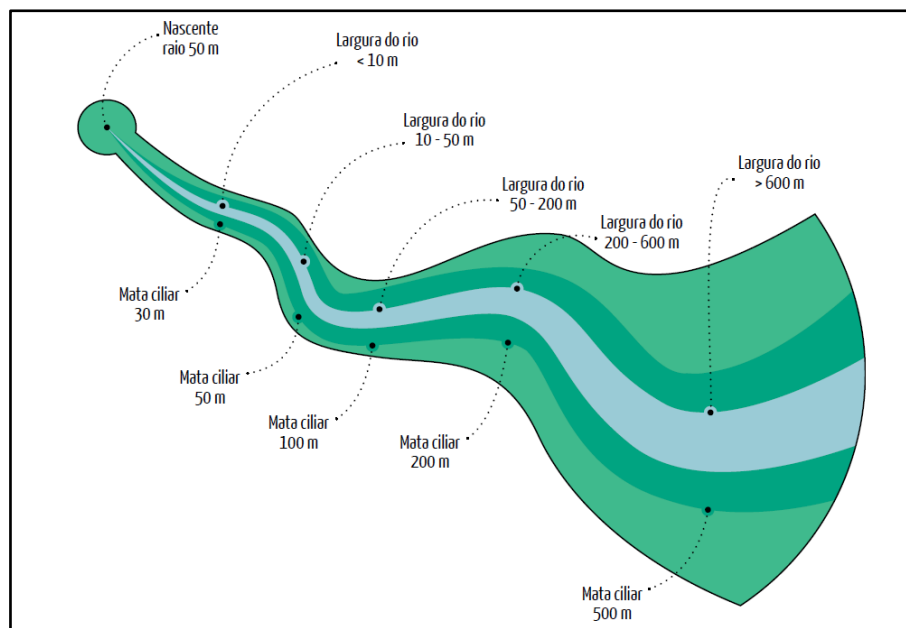 Nascente
raio 50 m
Largura do rio
< 10 m
Largura do rio
10 - 50 m
Largura do rio
50 - 200 m
Largura do rio
200 - 600 m
Largura do rio
> 600 m
Mata ciliar
30 m
Mata ciliar
50 m
Mata ciliar
100 m
Mata ciliar
200 m
Mata ciliar
500 m